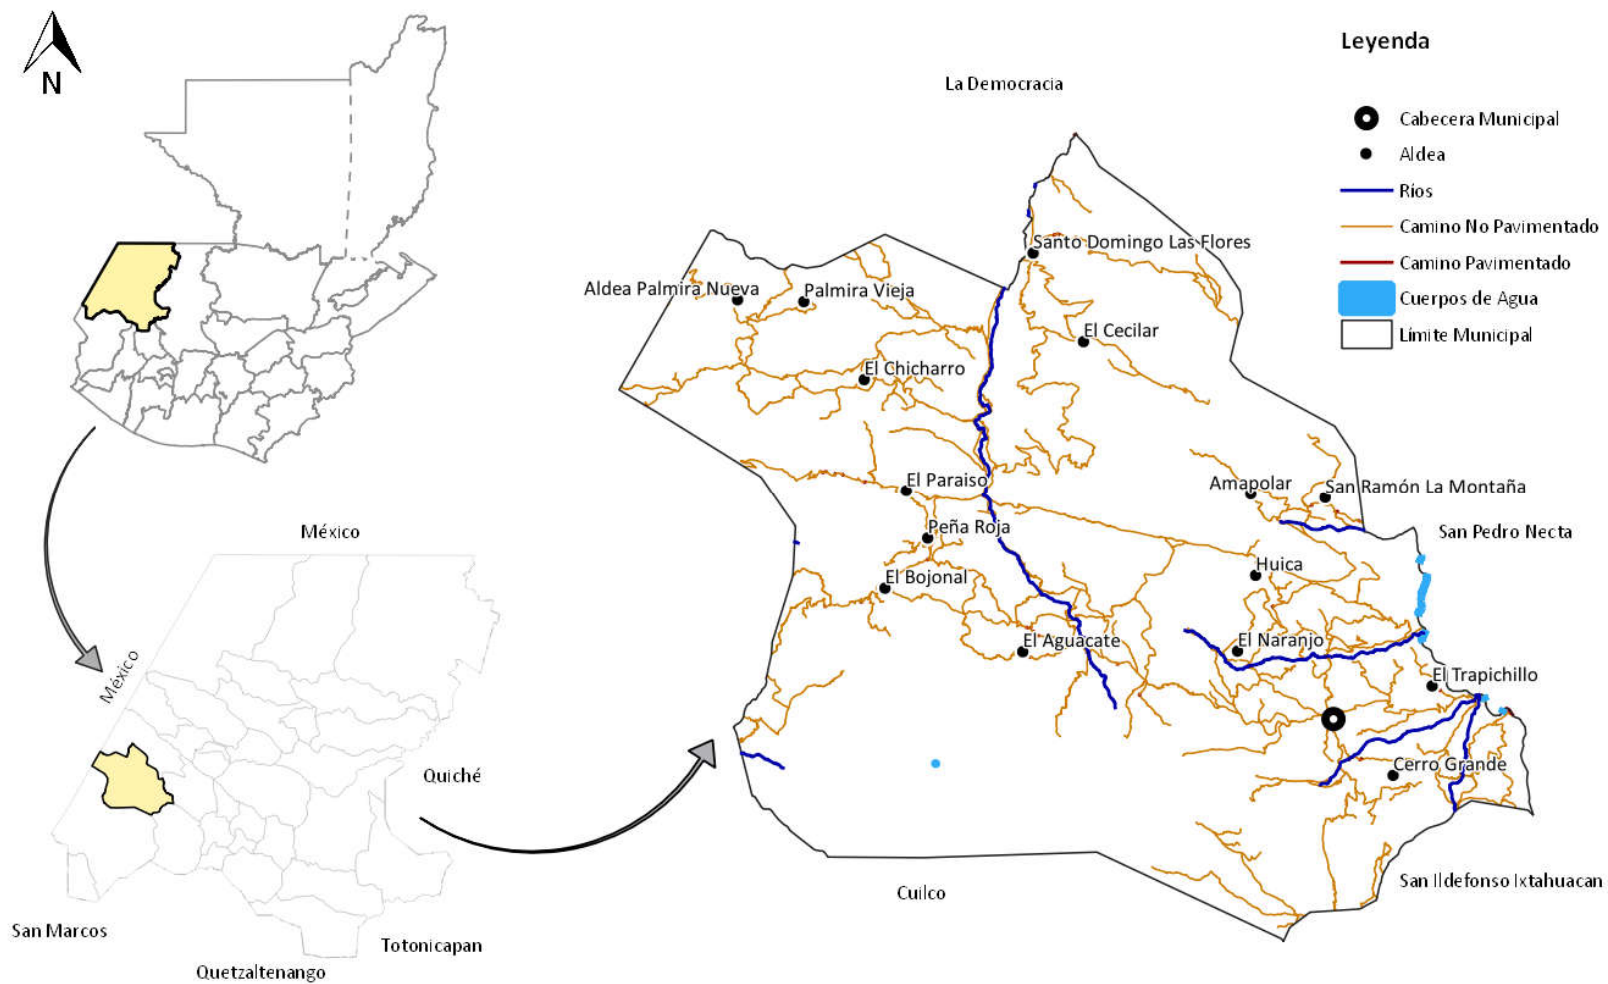 N
Leyenda
Cabecera Municipal
Aldea
Rios
Camino No Pavimentado
Camino Pavimentado
Cuerpos de Agua
Límite Municipal
La Democracia
Santo Domingo Las Flores
Aldea Palmira Nueva
Palmira Vieja
El Cecilar
El Chicharro
El Paraiso
Amapolar
San Ramón La Montaña
San Pedro Necta
Peña Roja
Huica
El Bojonal
El Aguacate
El Naranjo
El Trapichillo
Cerro Grande
San Ildefonso Ixtahuacan
Cuilco
México
México
Quiché
San Marcos
Totonicapan
Quetzaltenango